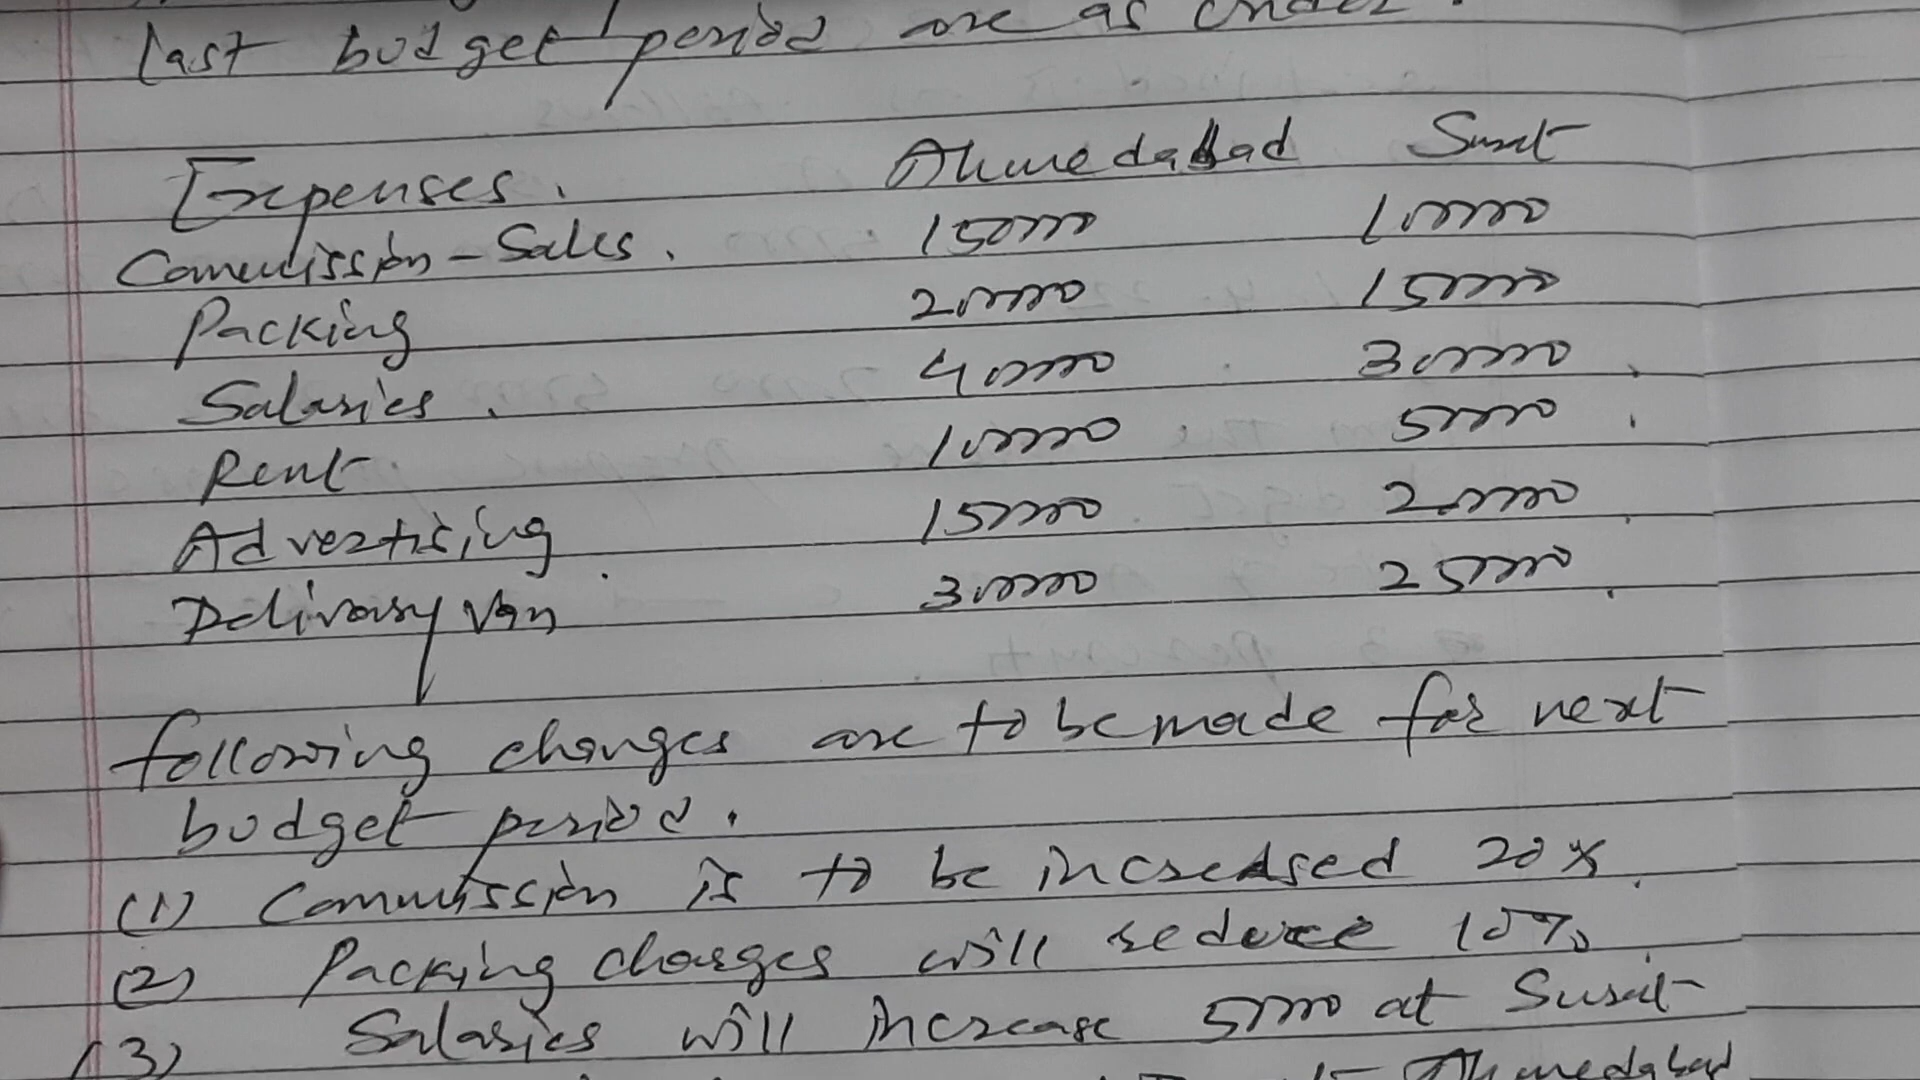 last budget period are as under.
Expenses. Ahmedabad Surat
Commission - Sales. 15000 10000
Packing 20000 15000
Salaries. 40000 30000
Rent 10000 5000
Advertising 15000 20000
Delivary Van 30000 25000
following changes are to be made for next
budget period.
(1) Commission is to be increased 20%.
(2) Packing charges will reduce 10%
(3) Salaries will increase 5000 at Surat
Ahmedabad